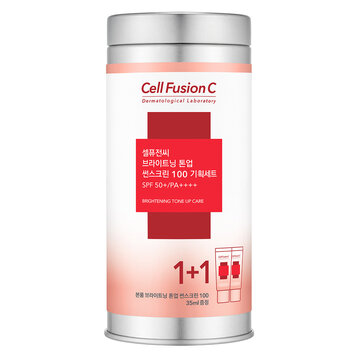 Cell Fusion C
Dermatological Laboratory
셀퓨전씨
브라이트닝 톤업
썬스크린 100 기획세트
SPF 50+/PA++++
BRIGHTENING TONE UP CARE
1+1
본품 브라이트닝 톤업 썬스크린 100
35ml 증정